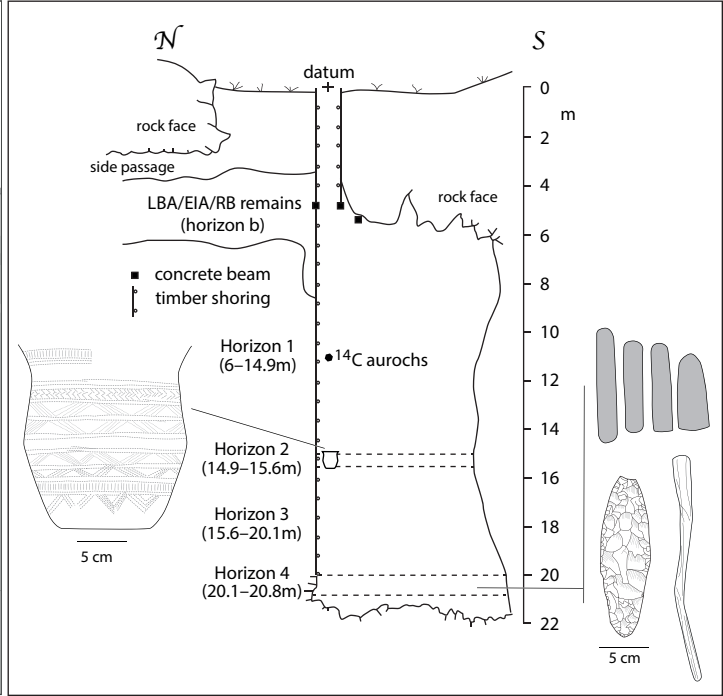 N
S
datum
rock face
side passage
rock face
LBA/EIA/RB remains
(horizon b)
concrete beam
timber shoring
Horizon 1
(6–14.9m)
¹⁴C aurochs
Horizon 2
(14.9–15.6m)
Horizon 3
(15.6–20.1m)
Horizon 4
(20.1–20.8m)
5 cm
0
m
2
4
6
8
10
12
14
16
18
20
22
5 cm